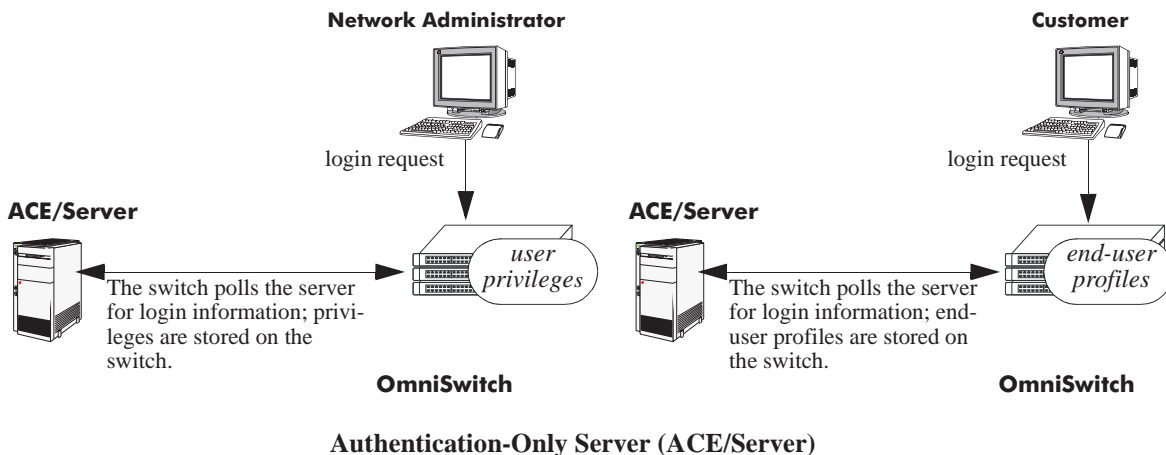 Network Administrator
Customer
login request
login request
ACE/Server
ACE/Server
user
privileges
end-user
profiles
The switch polls the server
for login information; privi-
leges are stored on the
switch.
The switch polls the server
for login information; end-
user profiles are stored on
the switch.
OmniSwitch
OmniSwitch
Authentication-Only Server (ACE/Server)